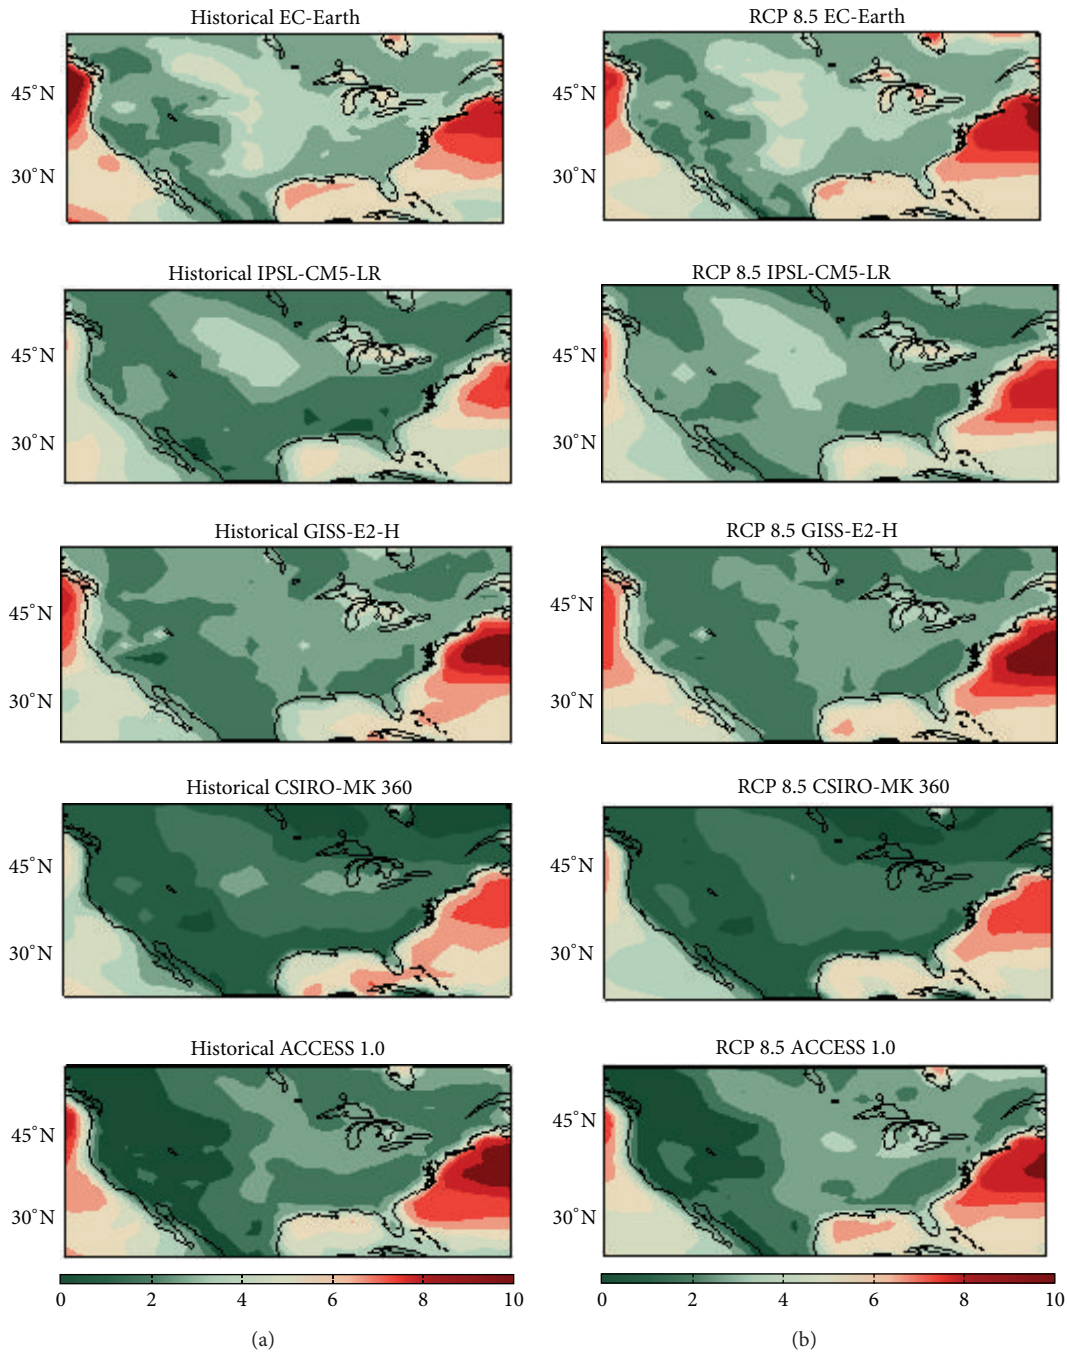 Historical EC-Earth
RCP 8.5 EC-Earth
45°N
30°N
45°N
30°N
Historical IPSL-CM5-LR
RCP 8.5 IPSL-CM5-LR
45°N
30°N
45°N
30°N
Historical GISS-E2-H
RCP 8.5 GISS-E2-H
45°N
30°N
45°N
30°N
Historical CSIRO-MK 360
RCP 8.5 CSIRO-MK 360
45°N
30°N
45°N
30°N
Historical ACCESS 1.0
RCP 8.5 ACCESS 1.0
45°N
30°N
45°N
30°N
0 2 4 6 8 10
0 2 4 6 8 10
(a)
(b)